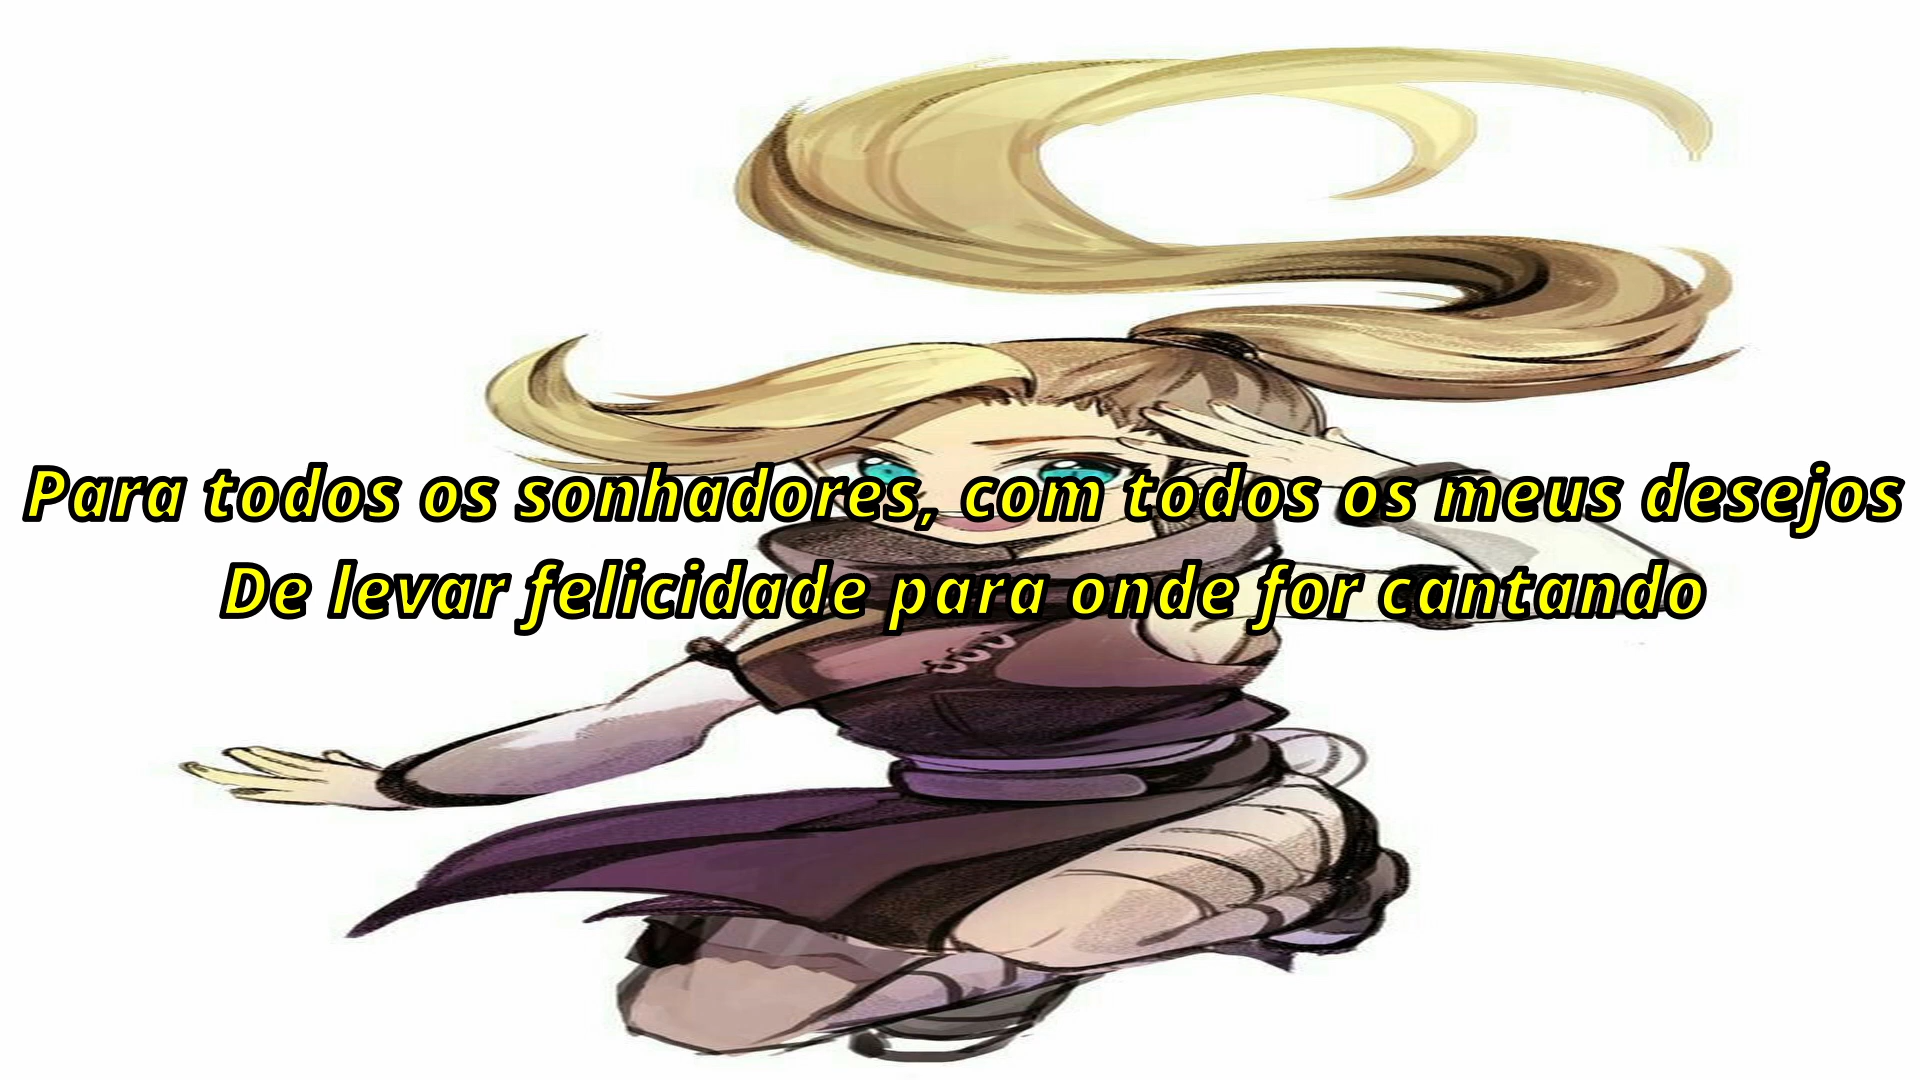 Para todos os sonhadores, com todos os meus desejos
De levar felicidade para onde for cantando